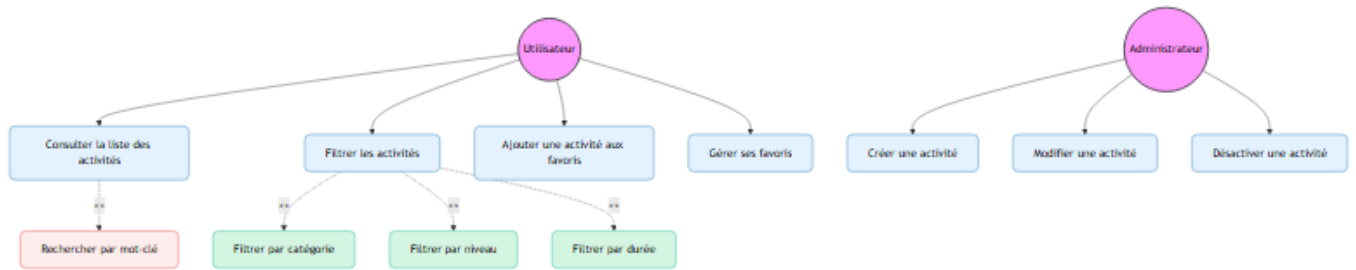 Utilisateur
Administrateur
Consulter la liste des
activités
Filtrer les activités
Ajouter une activité aux
favoris
Gérer ses favoris
Créer une activité
Modifier une activité
Désactiver une activité
Rechercher par mot-clé
Filtrer par catégorie
Filtrer par niveau
Filtrer par durée